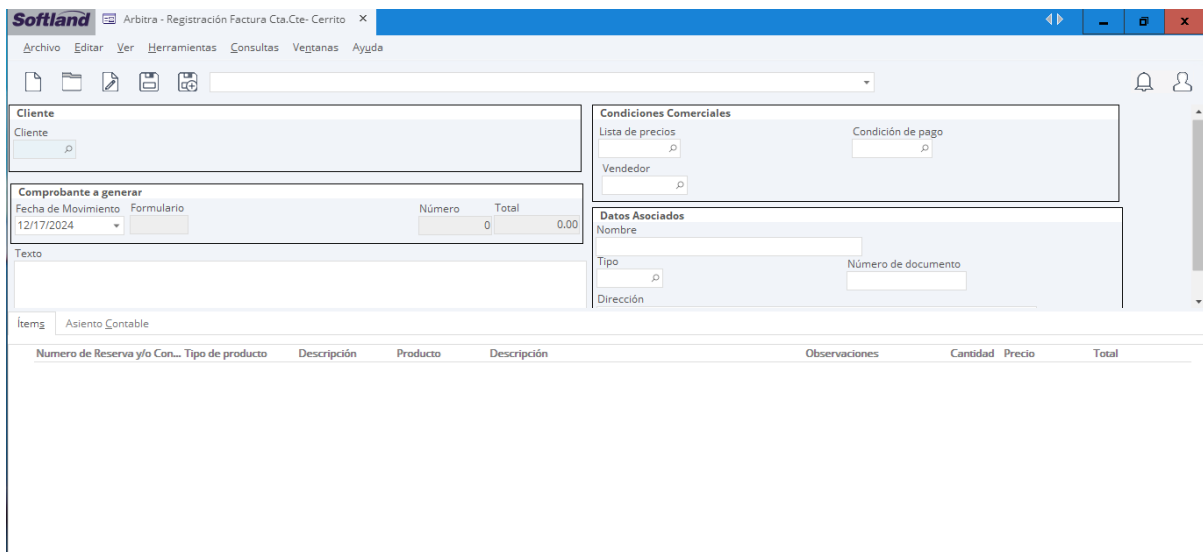 Softland Arbitra - Registración Factura Cta.Cte- Cerrito
Archivo Editar Ver Herramientas Consultas Ventanas Ayuda
Cliente
Cliente
Condiciones Comerciales
Lista de precios Condición de pago
Vendedor
Comprobante a generar
Fecha de Movimiento Formulario Número Total
12/17/2024 0 0.00
Texto
Datos Asociados
Nombre
Tipo Número de documento
Dirección
Ítems Asiento Contable
Numero de Reserva y/o Con... Tipo de producto Descripción Producto Descripción Observaciones Cantidad Precio Total